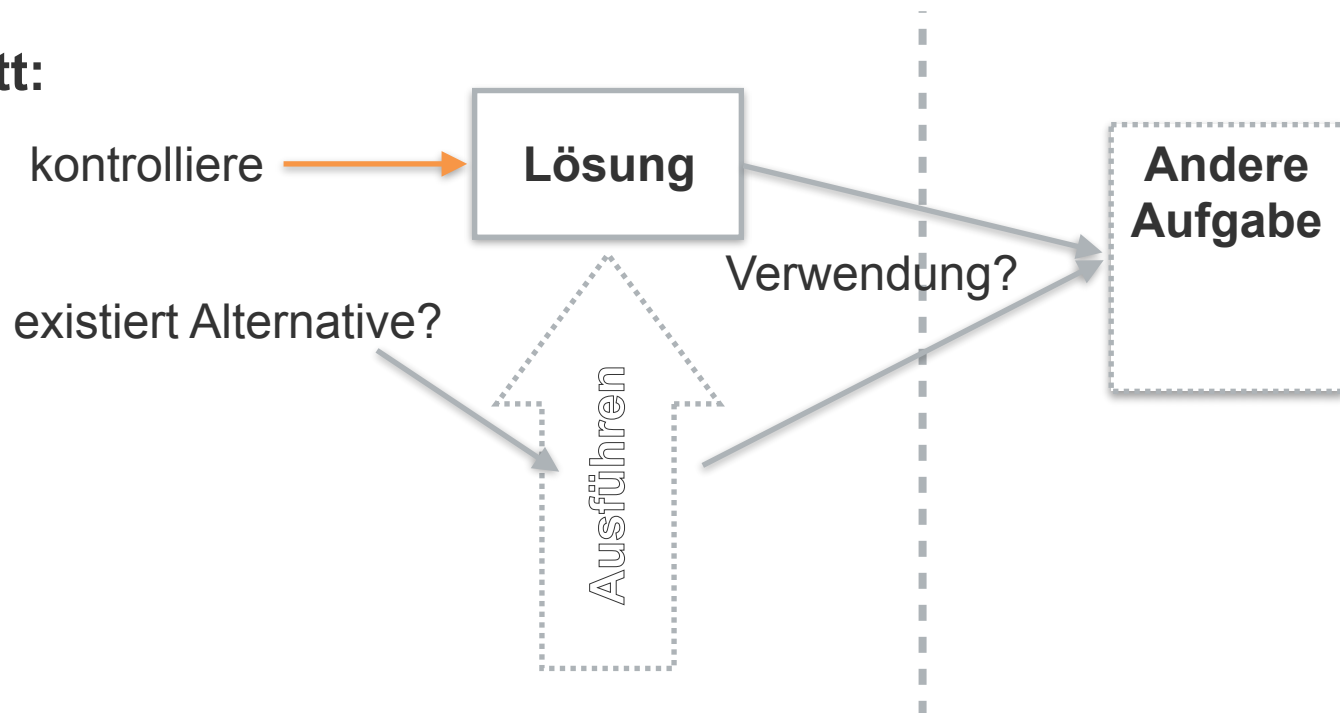 tt:
kontrolliere
Lösung
Andere
Aufgabe
Verwendung?
existiert Alternative?
Ausführen